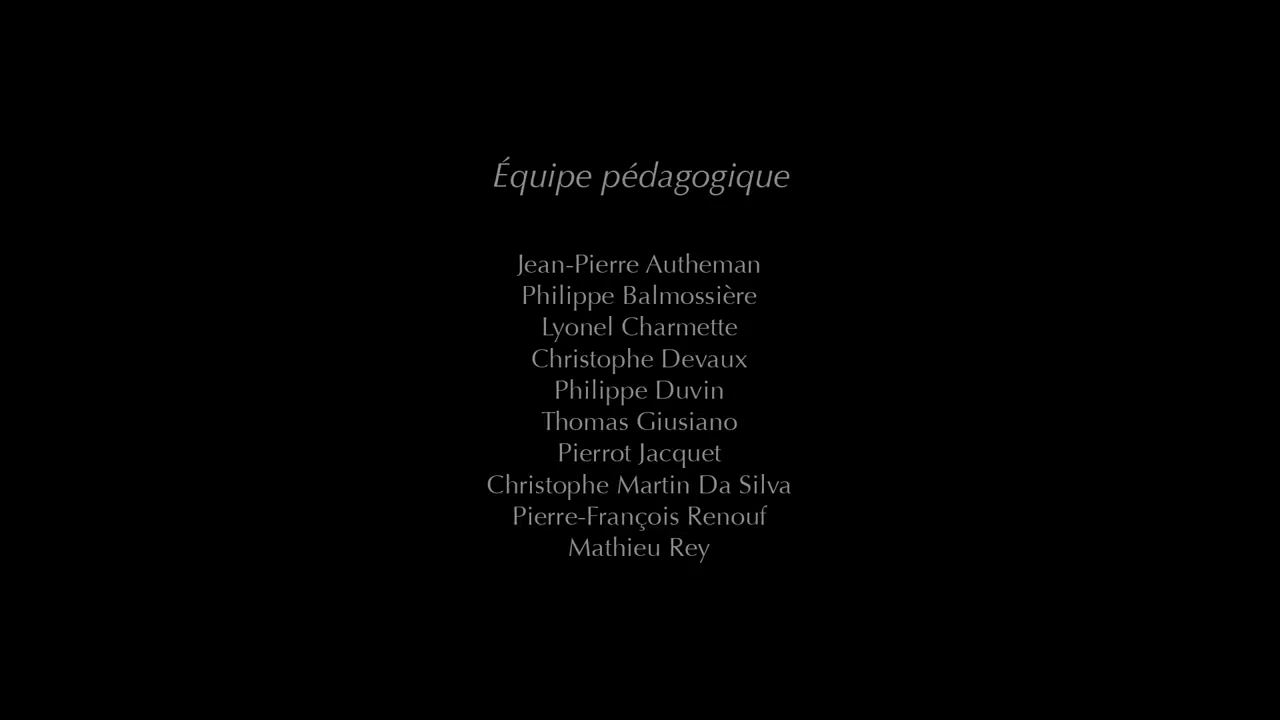 Équipe pédagogique
Jean-Pierre Autheman
Philippe Balmossière
Lyonel Charmette
Christophe Devaux
Philippe Duvin
Thomas Giusiano
Pierrot Jacquet
Christophe Martin Da Silva
Pierre-François Renouf
Mathieu Rey